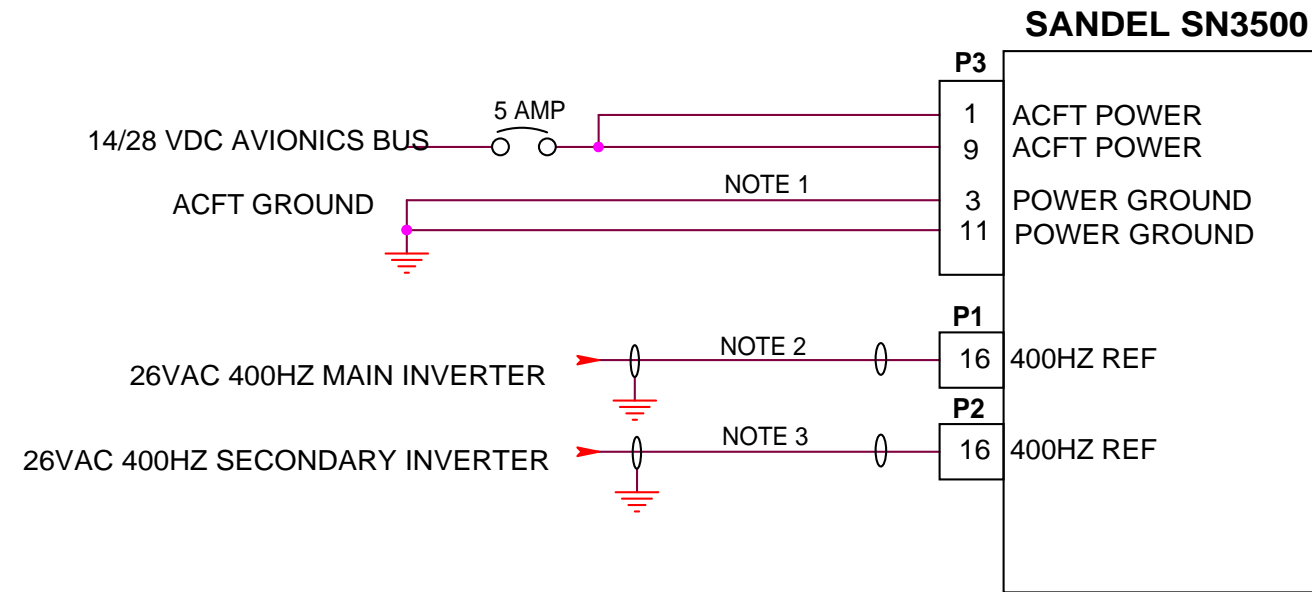 SANDEL SN3500
P3
5 AMP
14/28 VDC AVIONICS BUS
1 ACFT POWER
9 ACFT POWER
ACFT GROUND
NOTE 1
3 POWER GROUND
11 POWER GROUND
P1
26VAC 400HZ MAIN INVERTER
NOTE 2
16 400HZ REF
P2
26VAC 400HZ SECONDARY INVERTER
NOTE 3
16 400HZ REF